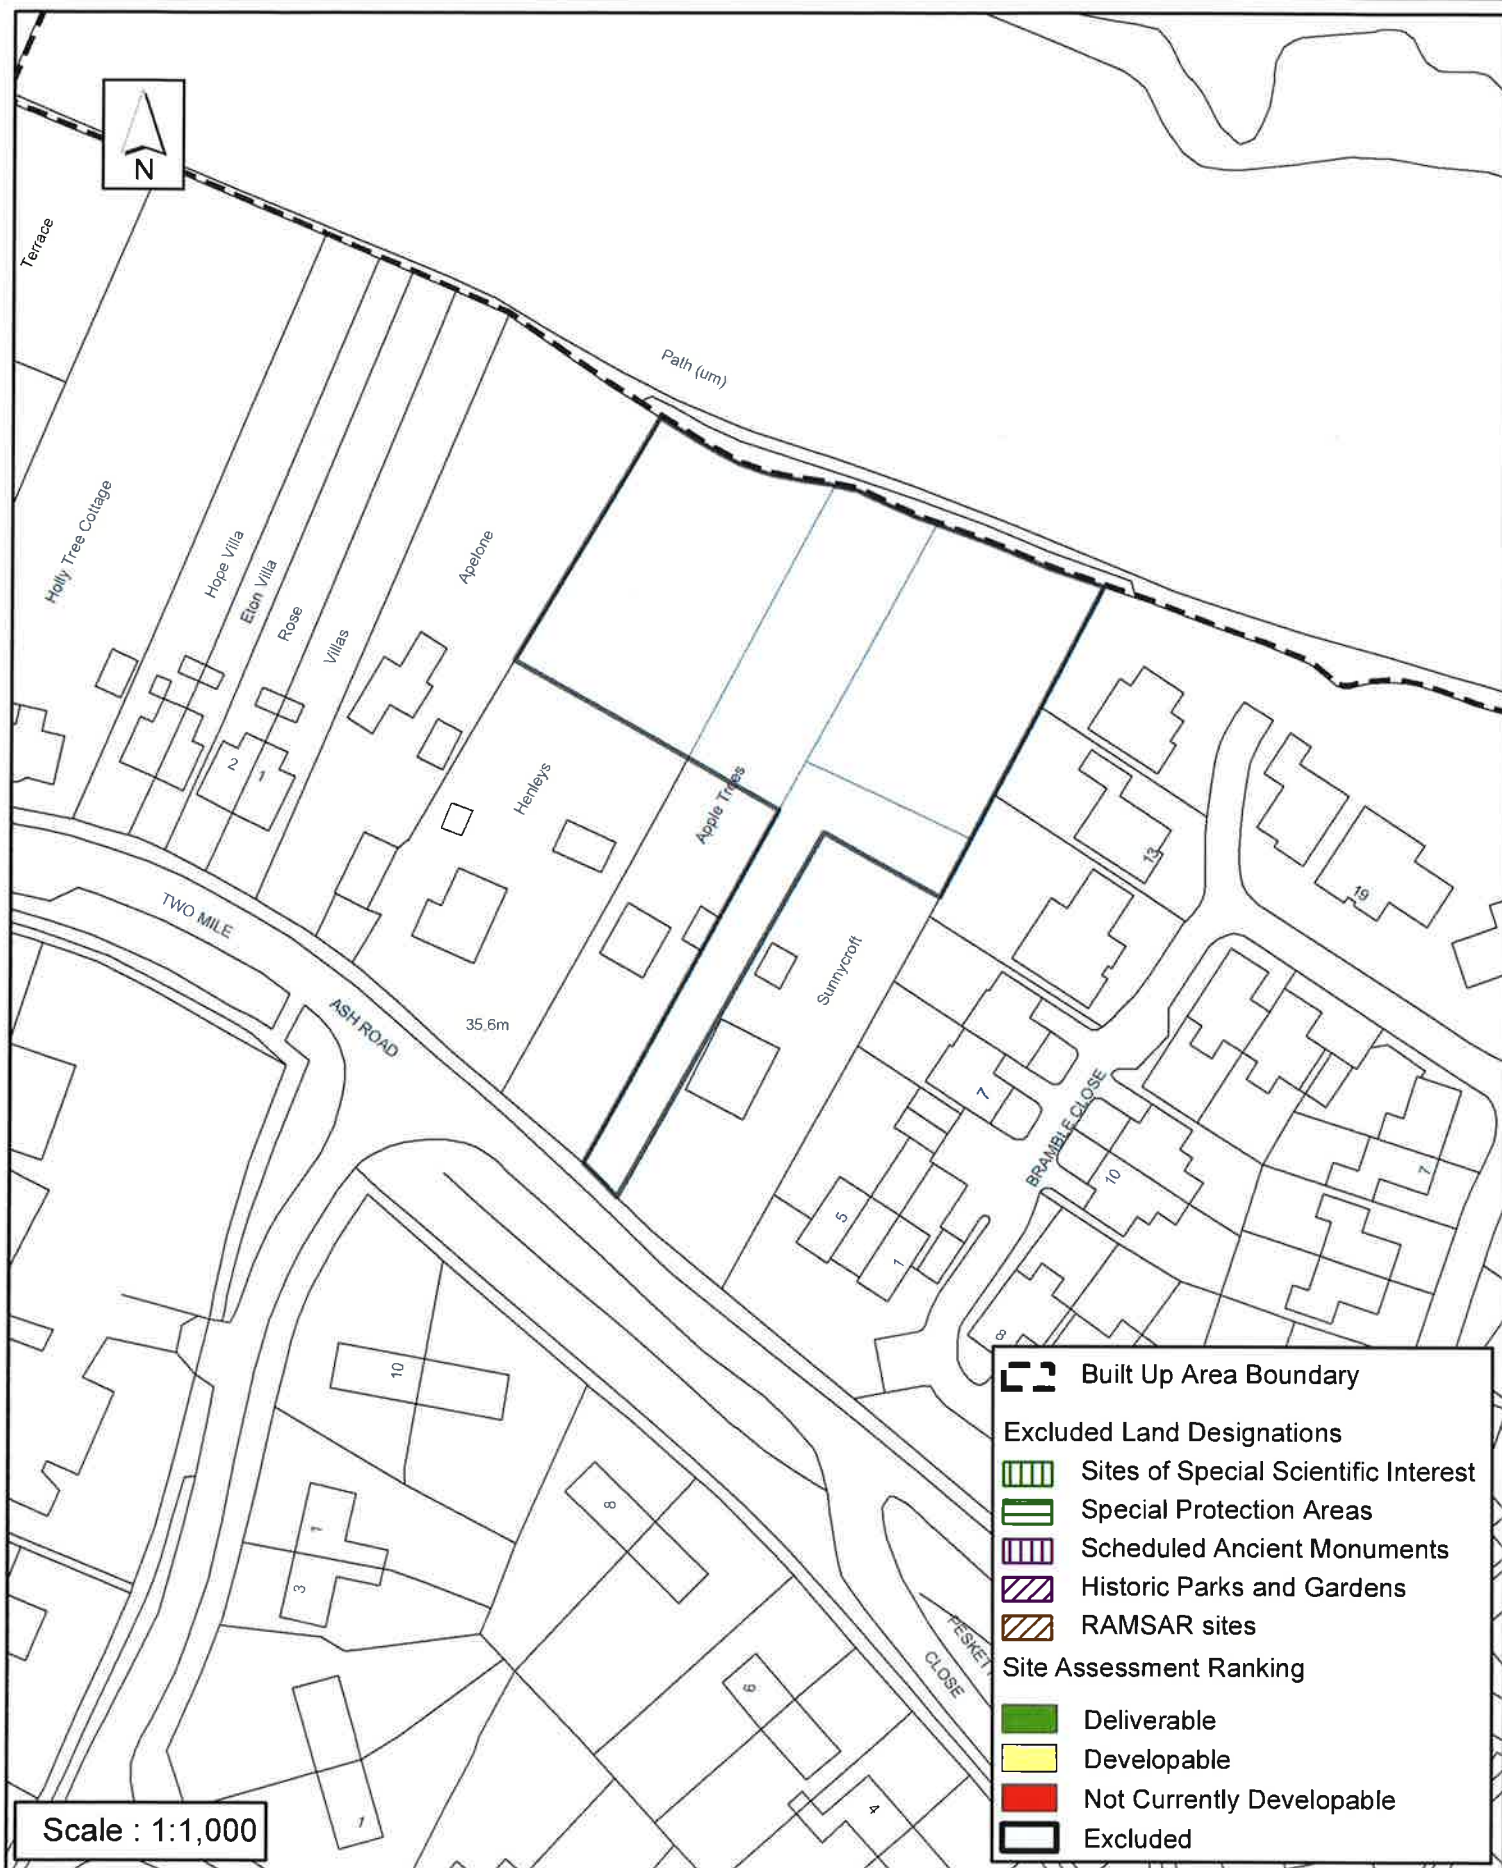 N
Terrace
Path (um)
Holly Tree Cottage
Hope Villa
Eton Villa
Rose
Villas
Apelone
Henleys
Apple Trees
Sunnycroft
2
1
13
19
TWO MILE
ASH ROAD
35.6m
7
BRAMBLE CLOSE
10
7
5
1
8
10
8
1
3
6
4
1
PESKETT
CLOSE
Built Up Area Boundary
Excluded Land Designations
Sites of Special Scientific Interest
Special Protection Areas
Scheduled Ancient Monuments
Historic Parks and Gardens
RAMSAR sites
Site Assessment Ranking
Deliverable
Developable
Not Currently Developable
Excluded
Scale : 1:1,000